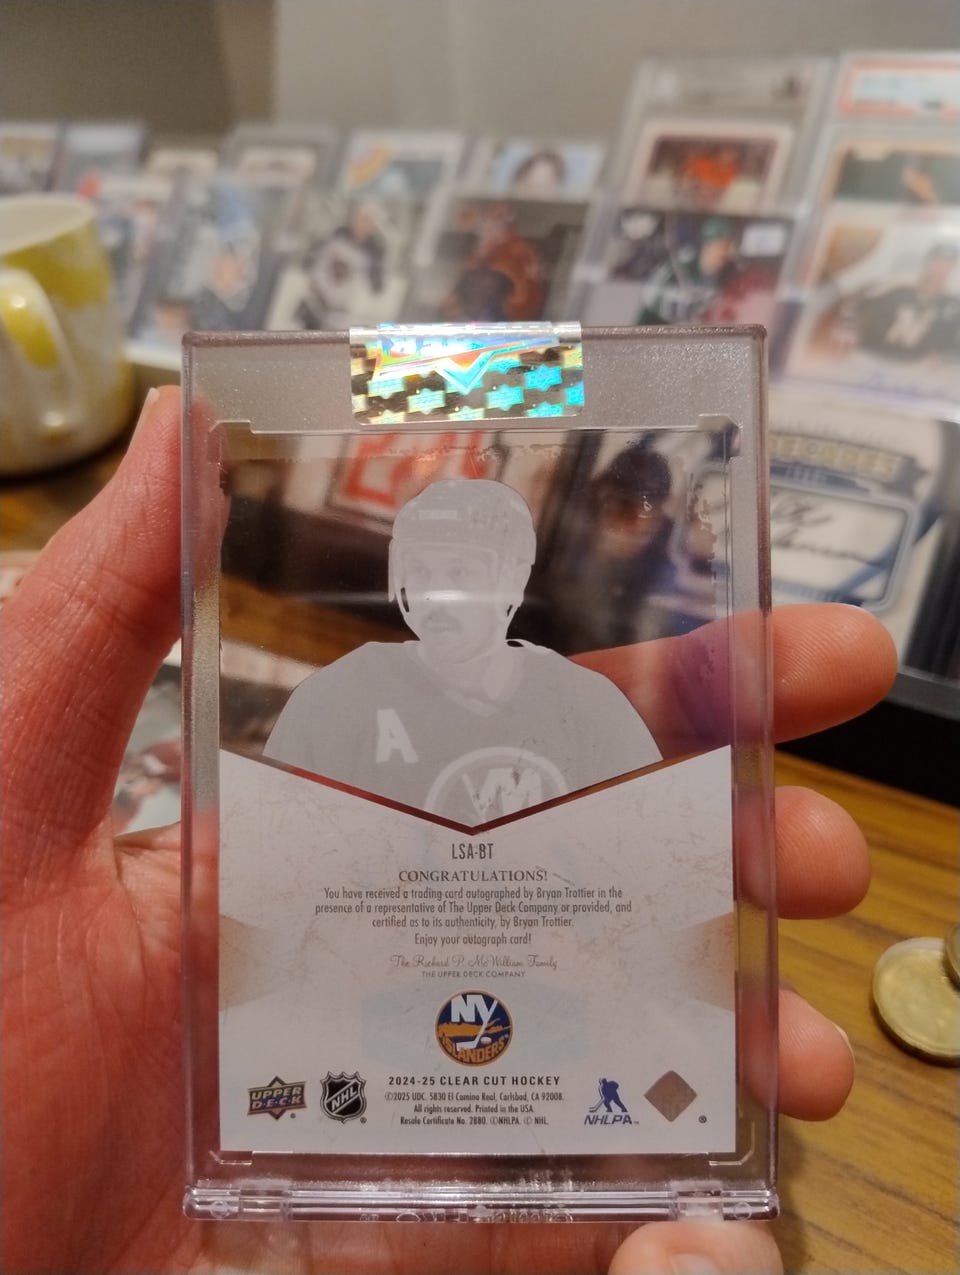 DECADES
A
LSA-BT
CONGRATULATIONS!
You have received a trading card autographed by Bryan Trottier in the
presence of a representative of The Upper Deck Company or provided, and
certified as to its authenticity, by Bryan Trottier.
Enjoy your autograph card!
The Richard P. McWilliam Family
THE UPPER DECK COMPANY
NY
ISLANDERS
2024-25 CLEAR CUT HOCKEY
©2025 UDC. 5830 El Camino Real, Carlsbad, CA 92008.
All rights reserved. Printed in the USA.
Resale Certificate No. 2880. ©NHLPA. © NHL.
UPPER
DECK
NHL
NHLPA